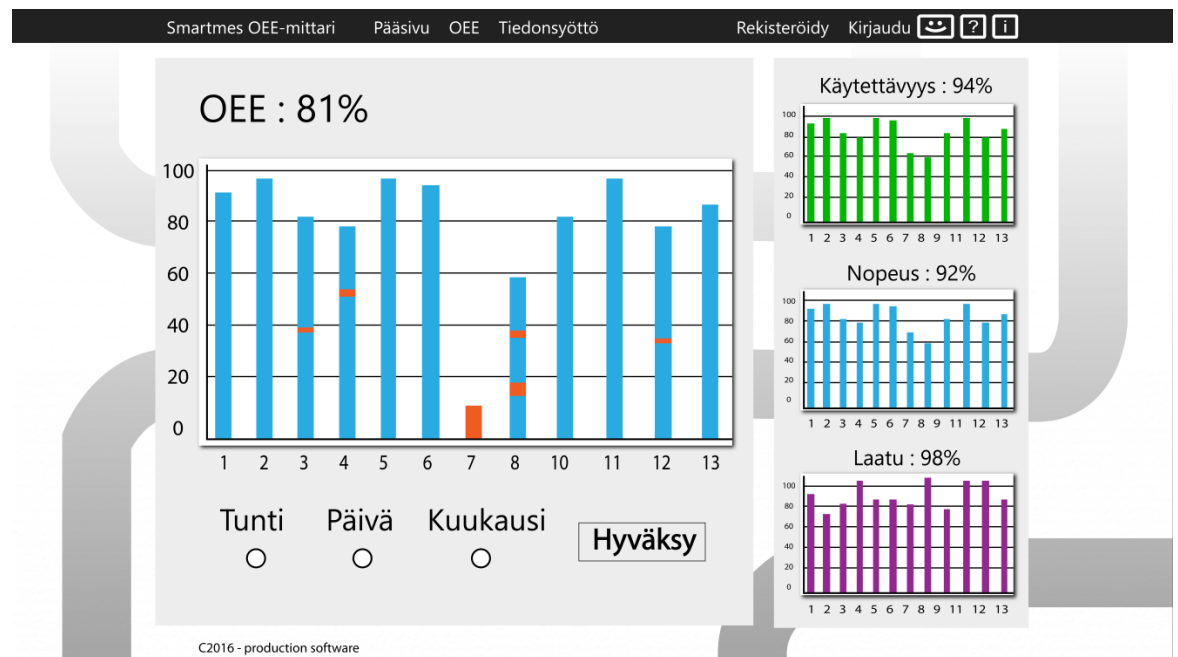 Smartmes OEE-mittari Pääsivu OEE Tiedonsyöttö Rekisteröidy Kirjaudu ? i
OEE : 81%
100
80
60
40
20
0
1 2 3 4 5 6 7 8 10 11 12 13
Tunti Päivä Kuukausi
Hyväksy
Käytettävyys : 94%
100
80
60
40
20
0
1 2 3 4 5 6 7 8 9 11 12 13
Nopeus : 92%
100
80
60
40
20
0
1 2 3 4 5 6 7 8 9 11 12 13
Laatu : 98%
100
80
60
40
20
0
1 2 3 4 5 6 7 8 9 11 12 13
C2016 - production software